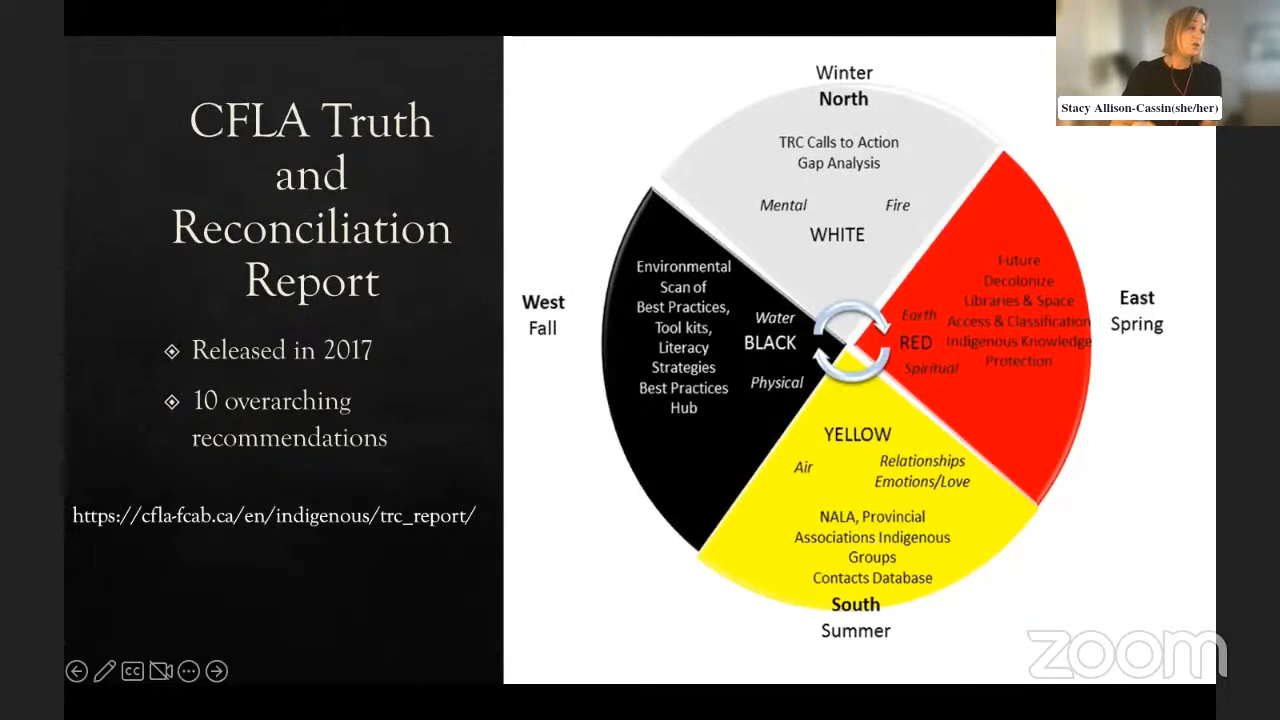 CFLA Truth
and
Reconciliation
Report
Released in 2017
10 overarching
recommendations
https://cfla-fcab.ca/en/indigenous/trc_report/
Winter
North
TRC Calls to Action
Gap Analysis
Mental
Fire
WHITE
West
Fall
Environmental
Scan of
Best Practices,
Tool kits,
Literacy
Strategies
Best Practices
Hub
Water
BLACK
Physical
Earth
RED
Spiritual
Future
Decolonize
Libraries & Space
Access & Classification
Indigenous Knowledge
Protection
East
Spring
YELLOW
Air
Relationships
Emotions/Love
NALA, Provincial
Associations Indigenous
Groups
Contacts Database
South
Summer
Stacy Allison-Cassin(she/her)
CC
zoom